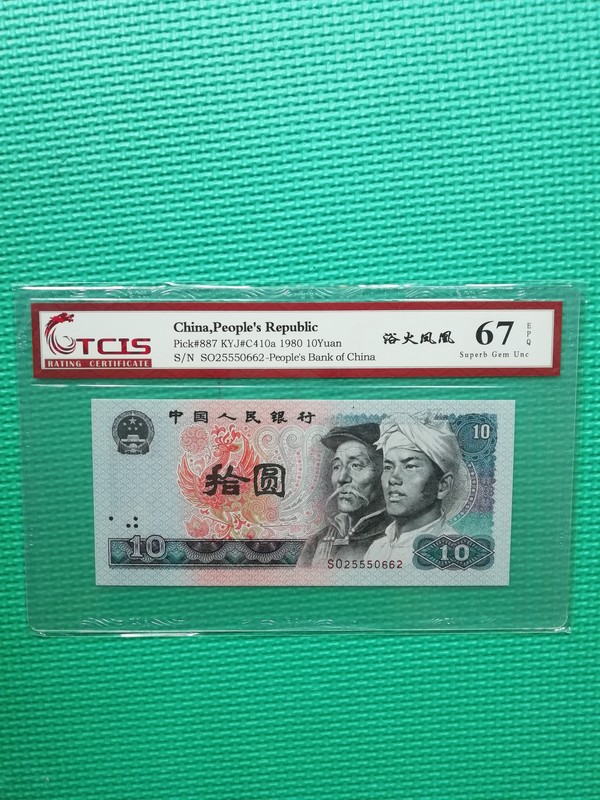 TCIS
RATING CERTIFICATE
China,People's Republic
Pick#887 KYJ#C410a 1980 10Yuan
S/N SO25550662-People's Bank of China
浴火凤凰
67
EPQ
Superb Gem Unc
中国人民银行
10
拾圆
10
SO25550662
10